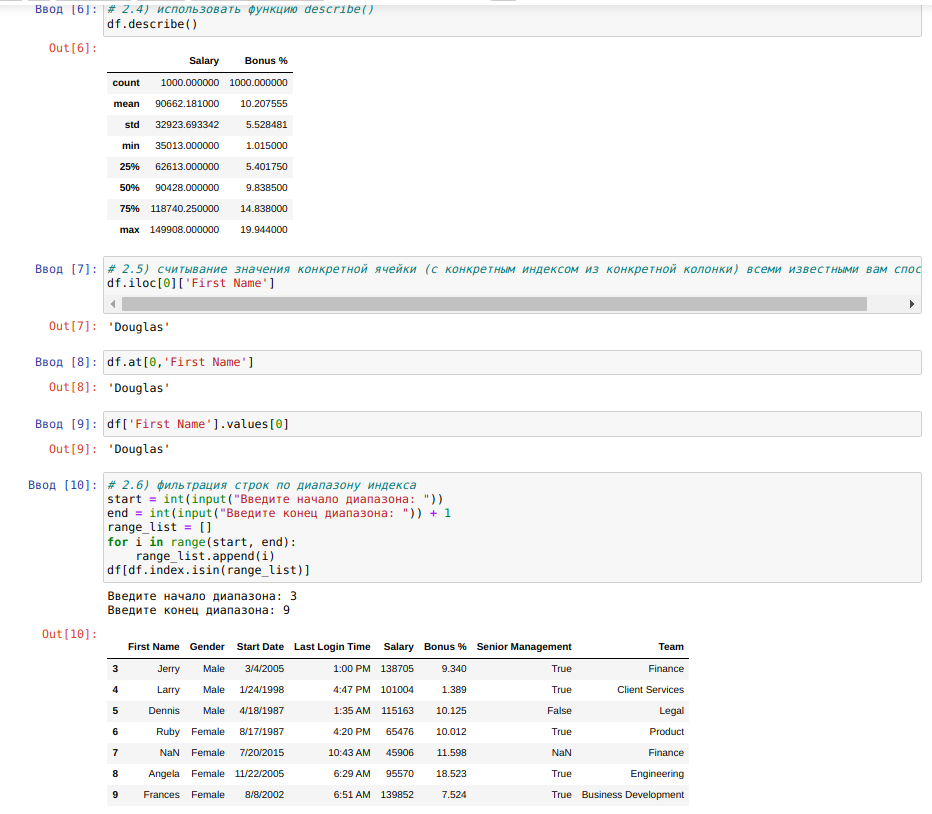 Ввод [6]: # 2.4) использовать функцию describe()
df.describe()
Out[6]:
Salary Bonus %
count 1000.000000 1000.000000
mean 90662.181000 10.207555
std 32923.693342 5.528481
min 35013.000000 1.015000
25% 62613.000000 5.401750
50% 90428.000000 9.838500
75% 118740.250000 14.838000
max 149908.000000 19.944000
Ввод [7]: # 2.5) считывание значения конкретной ячейки (с конкретным индексом из конкретной колонки) всеми известными вам спос
df.iloc[0]['First Name']
Out[7]: 'Douglas'
Ввод [8]: df.at[0,'First Name']
Out[8]: 'Douglas'
Ввод [9]: df['First Name'].values[0]
Out[9]: 'Douglas'
Ввод [10]: # 2.6) фильтрация строк по диапазону индекса
start = int(input("Введите начало диапазона: "))
end = int(input("Введите конец диапазона: ")) + 1
range_list = []
for i in range(start, end):
    range_list.append(i)
df[df.index.isin(range_list)]
Введите начало диапазона: 3
Введите конец диапазона: 9
Out[10]:
First Name Gender Start Date Last Login Time Salary Bonus % Senior Management Team
3 Jerry Male 3/4/2005 1:00 PM 138705 9.340 True Finance
4 Larry Male 1/24/1998 4:47 PM 101004 1.389 True Client Services
5 Dennis Male 4/18/1987 1:35 AM 115163 10.125 False Legal
6 Ruby Female 8/17/1987 4:20 PM 65476 10.012 True Product
7 NaN Female 7/20/2015 10:43 AM 45906 11.598 NaN Finance
8 Angela Female 11/22/2005 6:29 AM 95570 18.523 True Engineering
9 Frances Female 8/8/2002 6:51 AM 139852 7.524 True Business Development